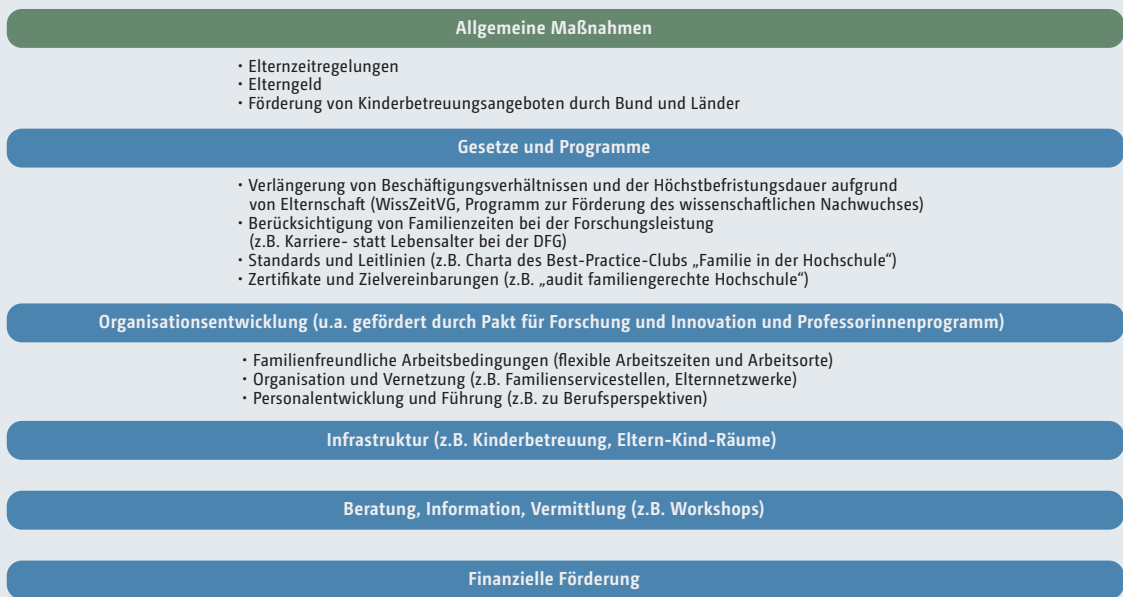 Allgemeine Maßnahmen
· Elternzeitregelungen
· Elterngeld
· Förderung von Kinderbetreuungsangeboten durch Bund und Länder
Gesetze und Programme
· Verlängerung von Beschäftigungsverhältnissen und der Höchstbefristungsdauer aufgrund
von Elternschaft (WissZeitVG, Programm zur Förderung des wissenschaftlichen Nachwuchses)
· Berücksichtigung von Familienzeiten bei der Forschungsleistung
(z.B. Karriere- statt Lebensalter bei der DFG)
· Standards und Leitlinien (z.B. Charta des Best-Practice-Clubs „Familie in der Hochschule“)
· Zertifikate und Zielvereinbarungen (z.B. „audit familiengerechte Hochschule“)
Organisationsentwicklung (u.a. gefördert durch Pakt für Forschung und Innovation und Professorinnenprogramm)
· Familienfreundliche Arbeitsbedingungen (flexible Arbeitszeiten und Arbeitsorte)
· Organisation und Vernetzung (z.B. Familienservicestellen, Elternnetzwerke)
· Personalentwicklung und Führung (z.B. zu Berufsperspektiven)
Infrastruktur (z.B. Kinderbetreuung, Eltern-Kind-Räume)
Beratung, Information, Vermittlung (z.B. Workshops)
Finanzielle Förderung